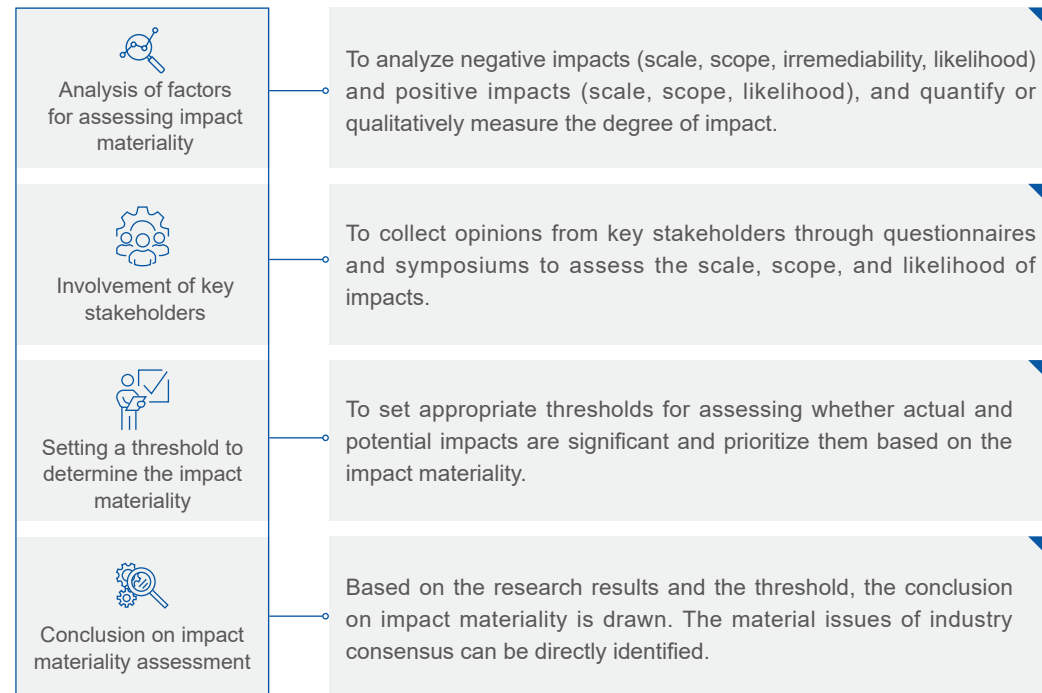 Analysis of factors
for assessing impact
materiality
To analyze negative impacts (scale, scope, irremediability, likelihood)
and positive impacts (scale, scope, likelihood), and quantify or
qualitatively measure the degree of impact.
Involvement of key
stakeholders
To collect opinions from key stakeholders through questionnaires
and symposiums to assess the scale, scope, and likelihood of
impacts.
Setting a threshold to
determine the impact
materiality
To set appropriate thresholds for assessing whether actual and
potential impacts are significant and prioritize them based on the
impact materiality.
Conclusion on impact
materiality assessment
Based on the research results and the threshold, the conclusion
on impact materiality is drawn. The material issues of industry
consensus can be directly identified.